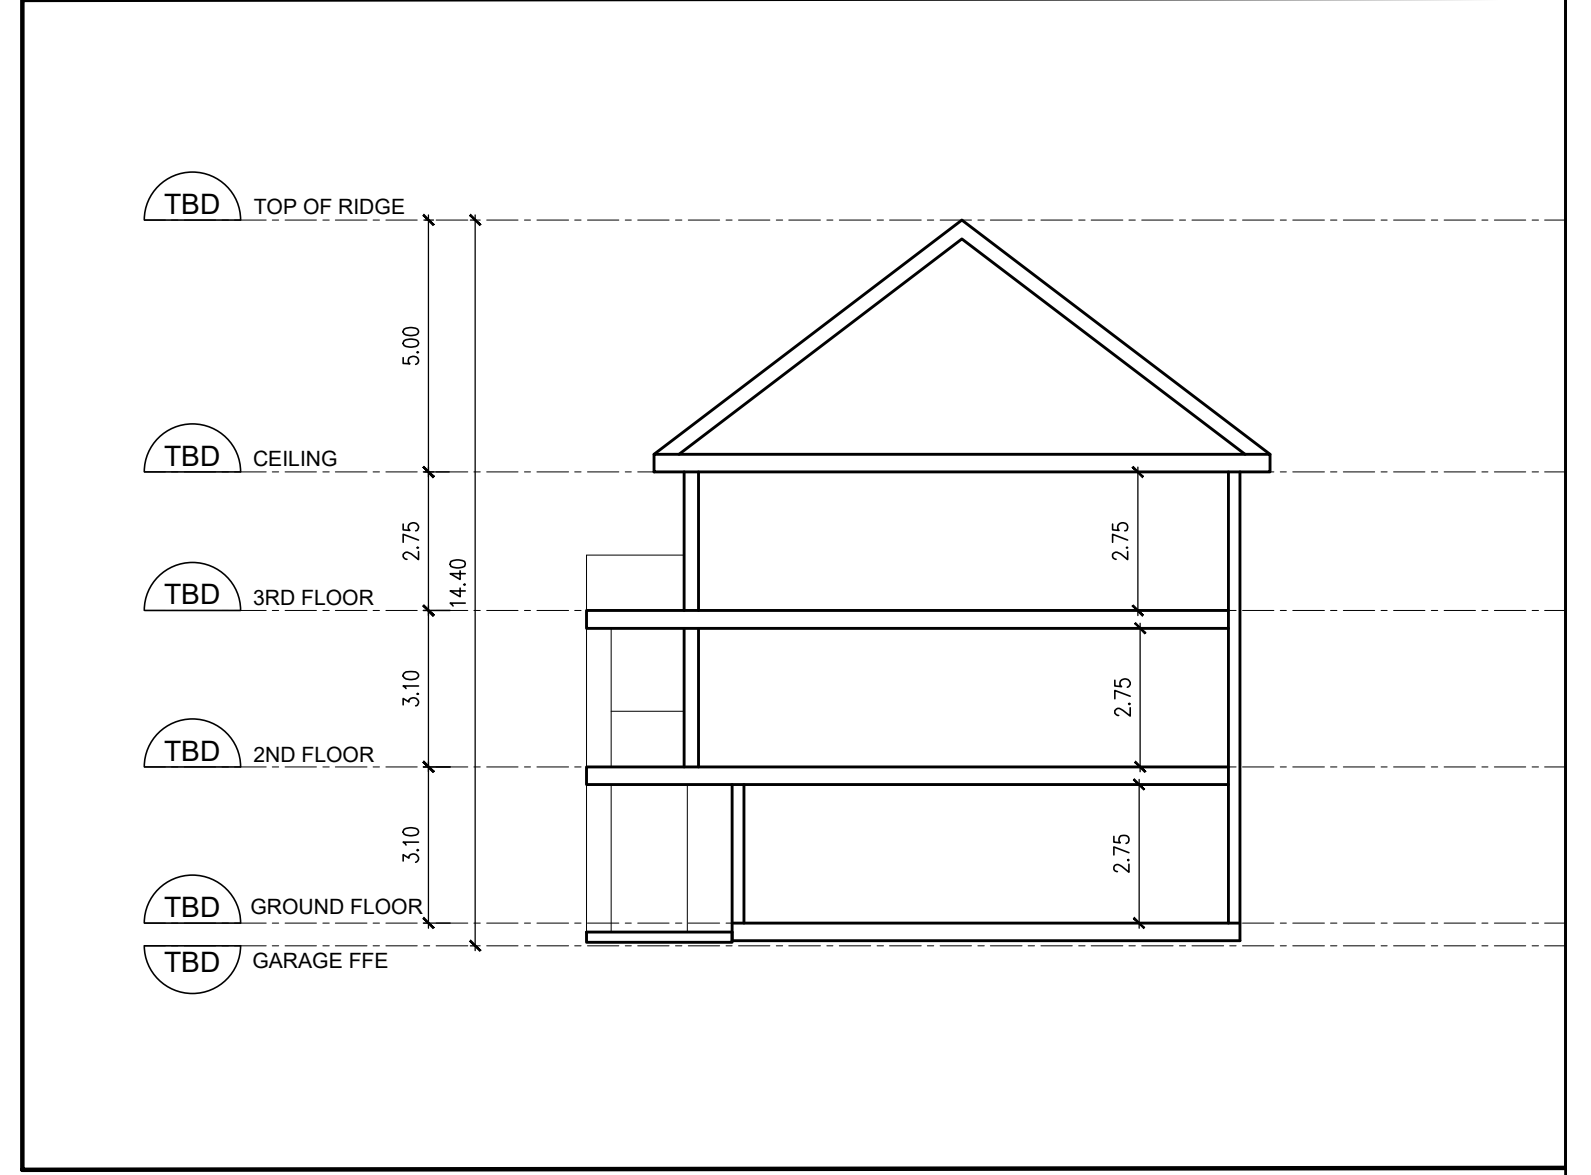 TBD TOP OF RIDGE
5.00
TBD CEILING
2.75
2.75
14.40
TBD 3RD FLOOR
3.10
2.75
TBD 2ND FLOOR
3.10
2.75
TBD GROUND FLOOR
TBD GARAGE FFE